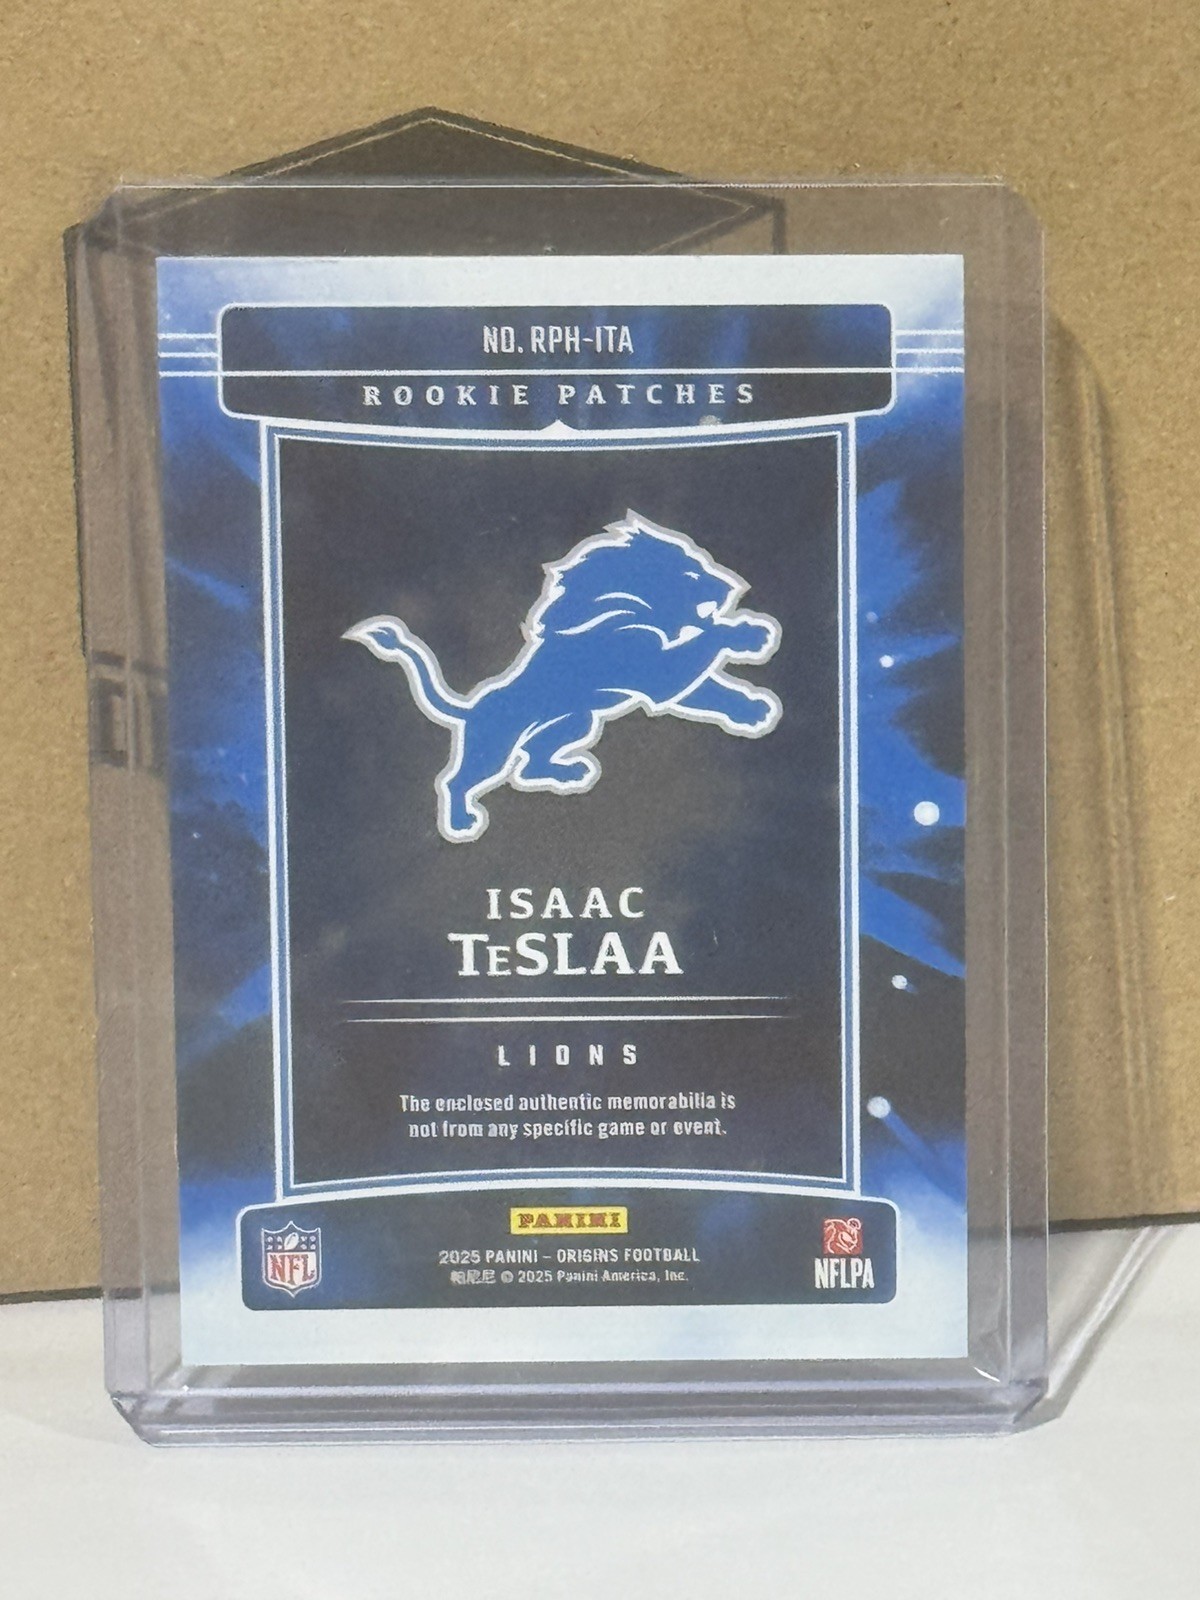 NO. RPH-ITA
ROOKIE PATCHES
ISAAC
TeSLAA
LIONS
The enclosed authentic memorabilia is
not from any specific game or event.
PANINI
2025 PANINI – ORIGINS FOOTBALL
帕尼尼 © 2025 Panini America, Inc.
NFL
NFLPA